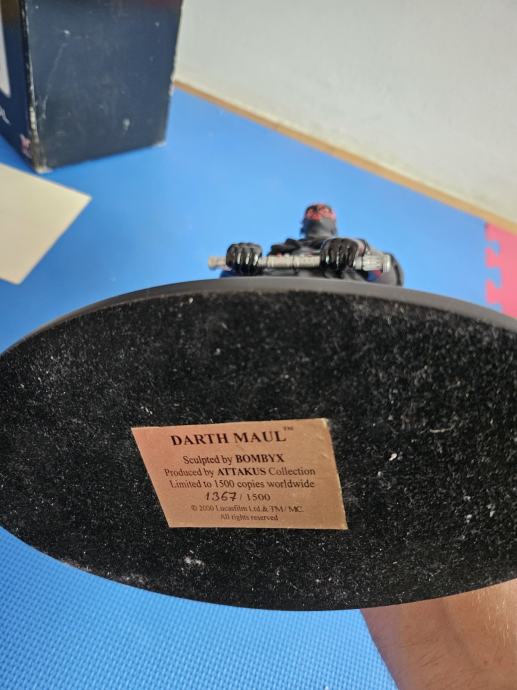 DARTH MAUL™
Sculpted by BOMBYX
Produced by ATTAKUS Collection
Limited to 1500 copies worldwide
1367 / 1500
© 2000 Lucasfilm Ltd.& TM/ MC.
All rights reserved